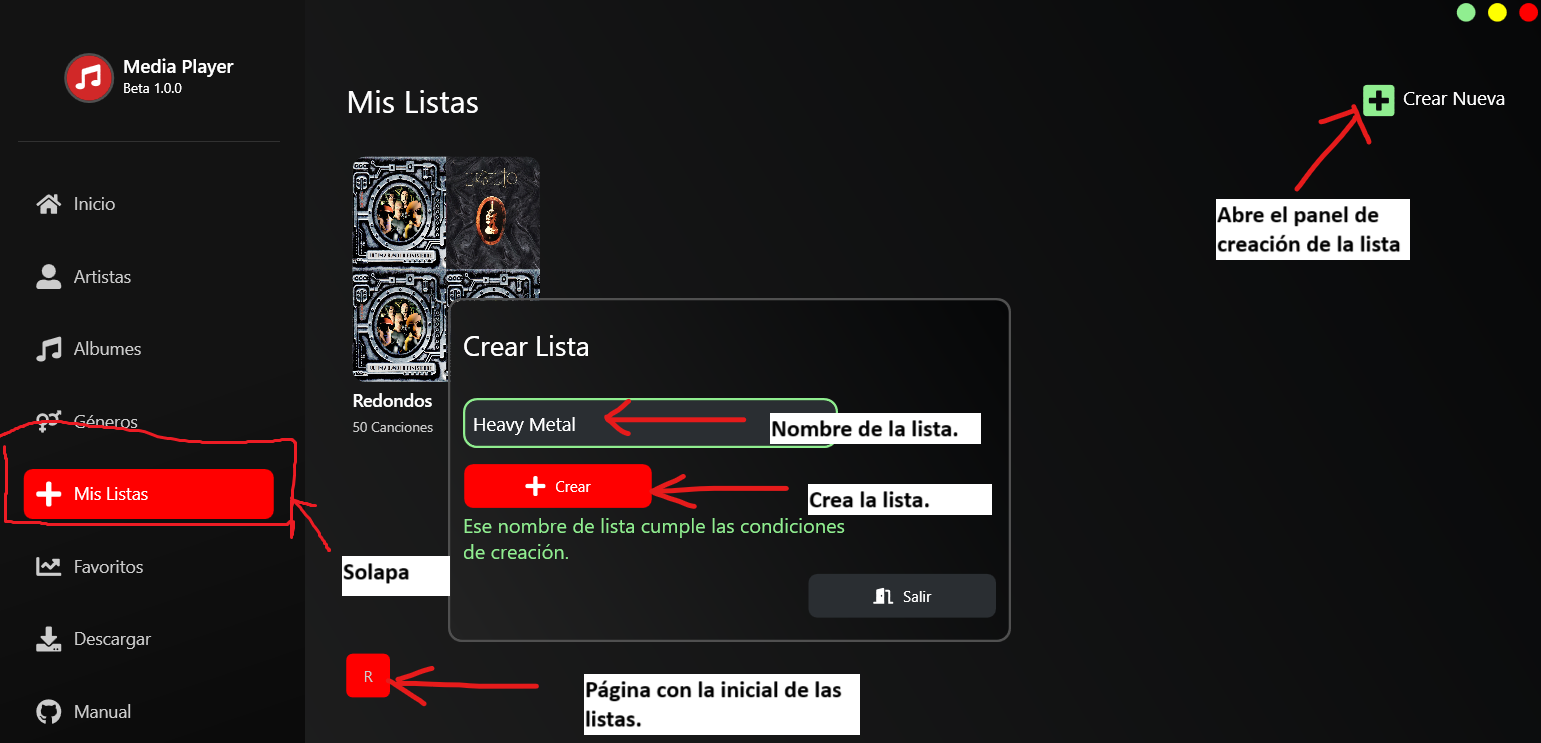 Media Player
Beta 1.0.0
Inicio
Artistas
Albumes
Géneros
Mis Listas
Favoritos
Descargar
Manual
Mis Listas
Crear Nueva
Abre el panel de
creación de la lista
Redondos
50 Canciones
Crear Lista
Heavy Metal
Nombre de la lista.
Crear
Crea la lista.
Ese nombre de lista cumple las condiciones
de creación.
Salir
Solapa
R
Página con la inicial de las
listas.